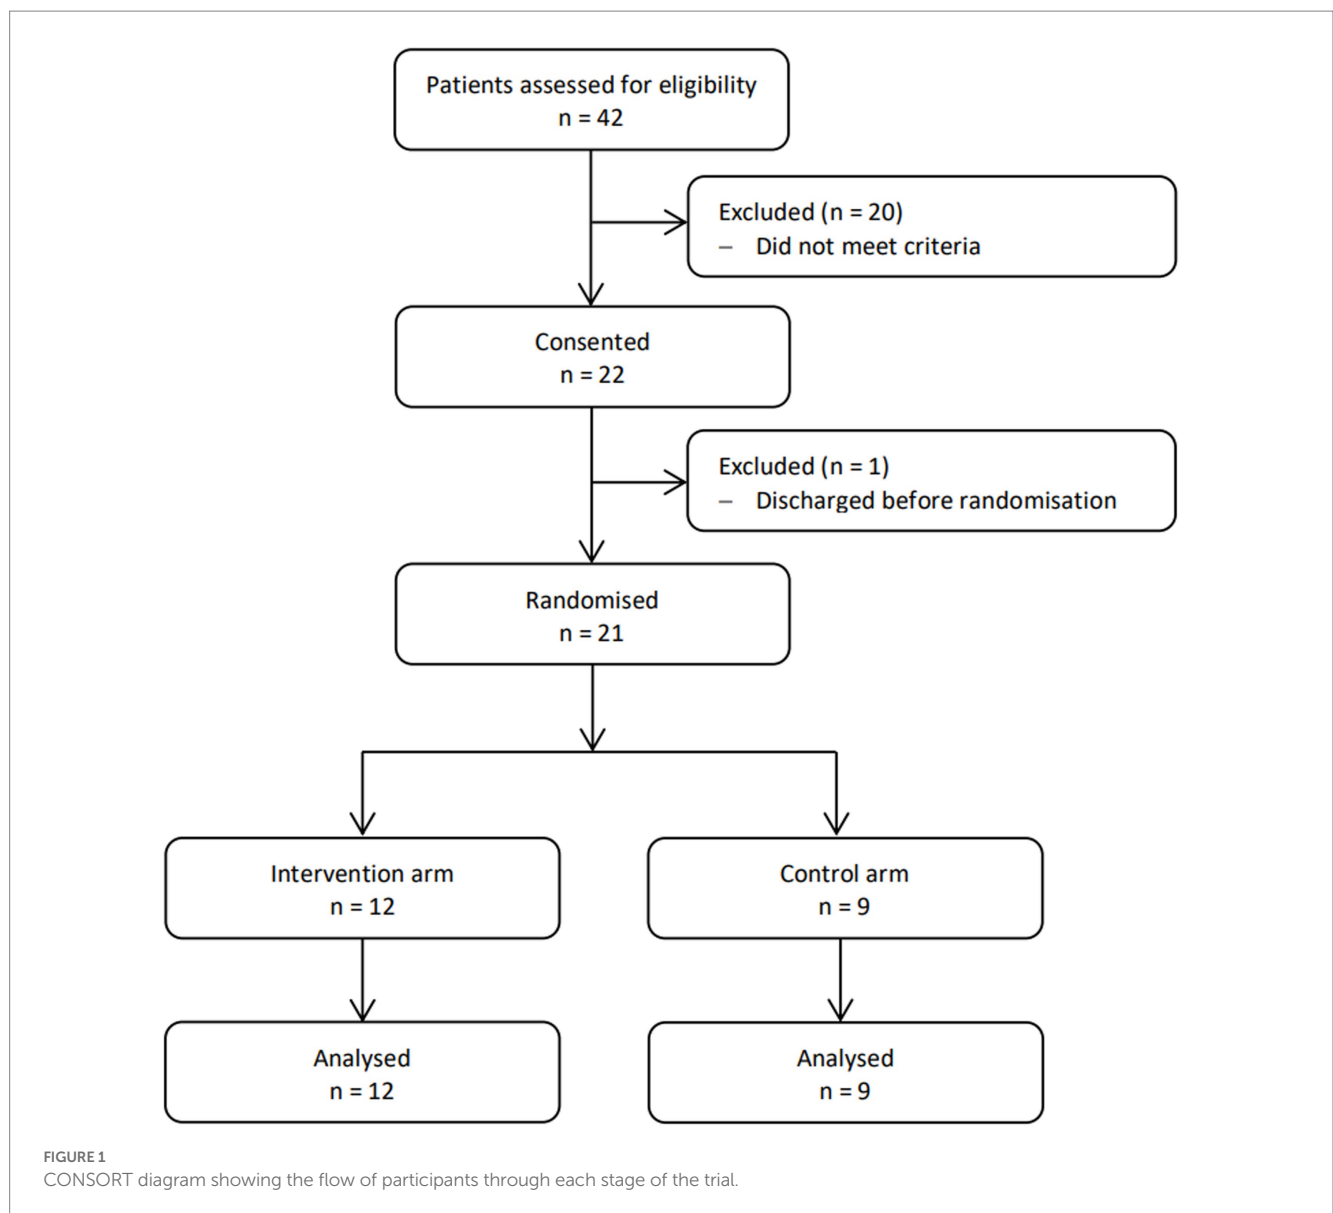 Patients assessed for eligibility
n = 42
Excluded (n = 20)
– Did not meet criteria
Consented
n = 22
Excluded (n = 1)
– Discharged before randomisation
Randomised
n = 21
Intervention arm
n = 12
Control arm
n = 9
Analysed
n = 12
Analysed
n = 9
FIGURE 1
CONSORT diagram showing the flow of participants through each stage of the trial.